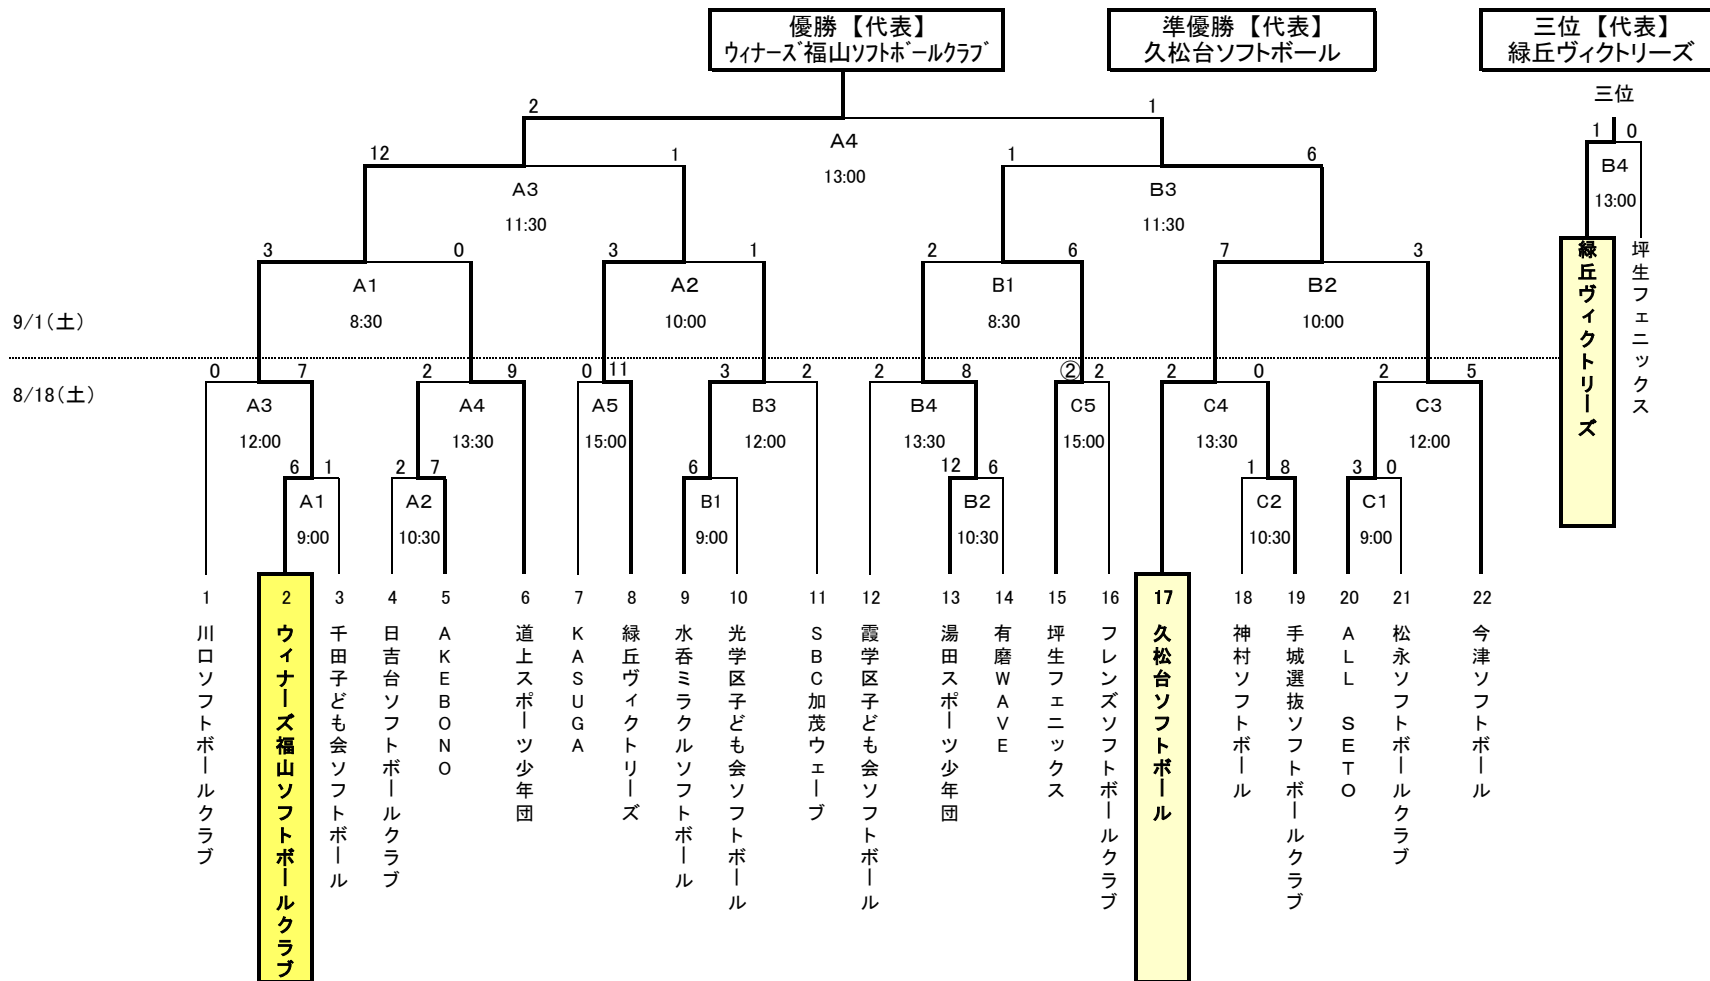 優勝 【代表】
ウィナーズ福山ソフトボールクラブ
準優勝 【代表】
久松台ソフトボール
三位 【代表】
緑丘ヴィクトリーズ
三位
2 1
A4
13:00
1 0
B4
13:00
緑丘ヴィクトリーズ
坪生フェニックス
12 1
A3
11:30
1 6
B3
11:30
3 0
A1
8:30
3 1
A2
10:00
2 6
B1
8:30
7 3
B2
10:00
9/1(土)
8/18(土)
0 7
A3
12:00
2 9
A4
13:30
0 11
A5
15:00
3 2
B3
12:00
2 8
B4
13:30
② 2
C5
15:00
2 0
C4
13:30
2 5
C3
12:00
6 1
A1
9:00
2 7
A2
10:30
6
B1
9:00
12 6
B2
10:30
1 8
C2
10:30
3 0
C1
9:00
1 川口ソフトボールクラブ
2 ウィナーズ福山ソフトボールクラブ
3 千田子ども会ソフトボール
4 日吉台ソフトボールクラブ
5 AKEBONO
6 道上スポーツ少年団
7 KASUGA
8 緑丘ヴィクトリーズ
9 水呑ミラクルソフトボール
10 光学区子ども会ソフトボール
11 SBC加茂ウェーブ
12 霞学区子ども会ソフトボール
13 湯田スポーツ少年団
14 有磨WAVE
15 坪生フェニックス
16 フレンズソフトボールクラブ
17 久松台ソフトボール
18 神村ソフトボール
19 手城選抜ソフトボールクラブ
20 ALL SETO
21 松永ソフトボールクラブ
22 今津ソフトボール